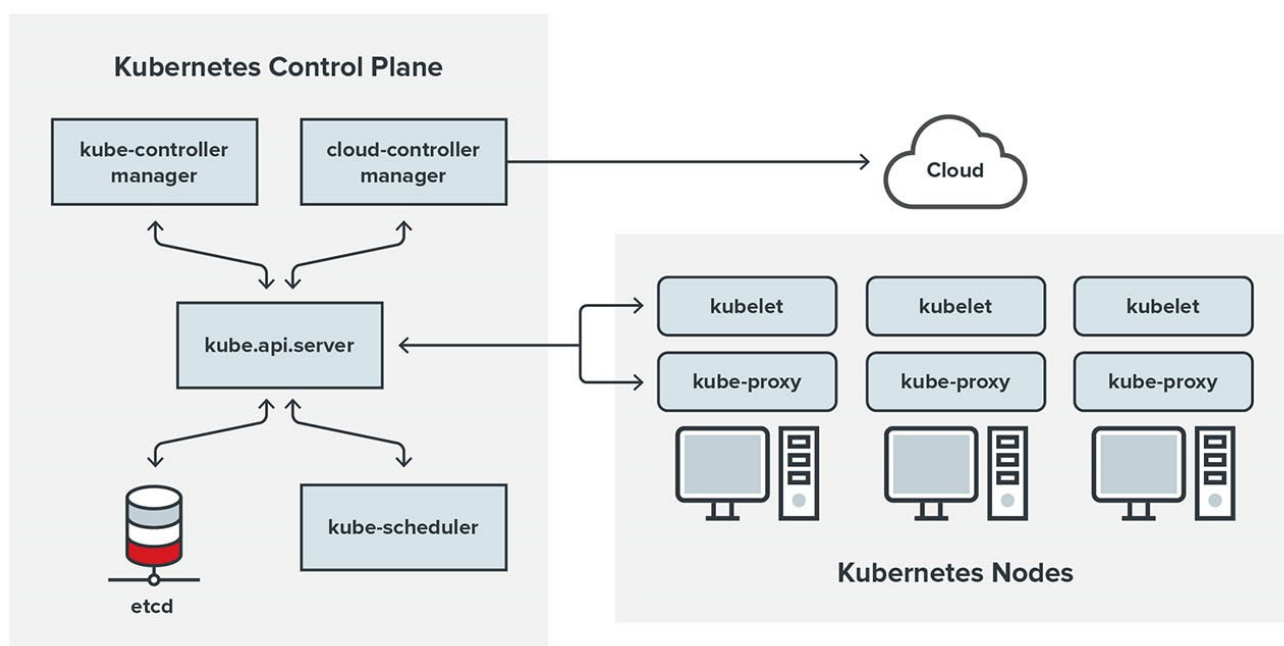 Kubernetes Control Plane
kube-controller
manager
cloud-controller
manager
Cloud
kube.api.server
kubelet
kubelet
kubelet
kube-proxy
kube-proxy
kube-proxy
etcd
kube-scheduler
Kubernetes Nodes